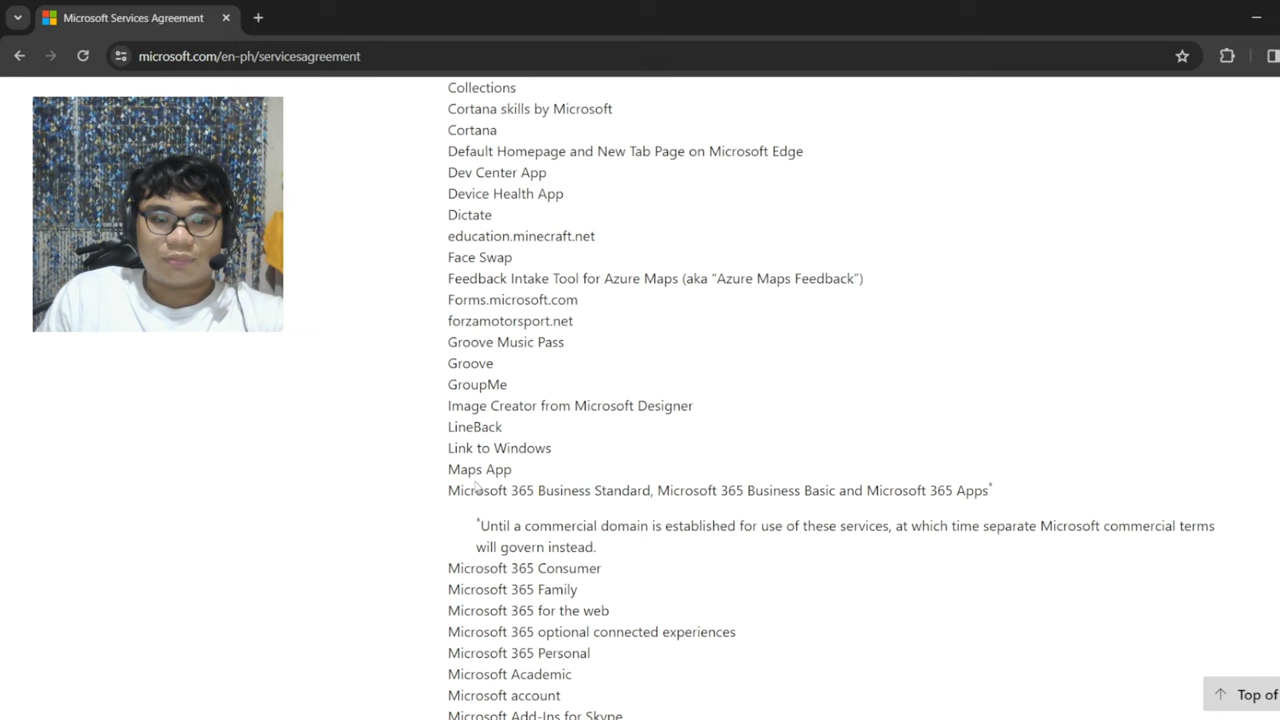 Microsoft Services Agreement
microsoft.com/en-ph/servicesagreement
Collections
Cortana skills by Microsoft
Cortana
Default Homepage and New Tab Page on Microsoft Edge
Dev Center App
Device Health App
Dictate
education.minecraft.net
Face Swap
Feedback Intake Tool for Azure Maps (aka “Azure Maps Feedback”)
Forms.microsoft.com
forzamotorsport.net
Groove Music Pass
Groove
GroupMe
Image Creator from Microsoft Designer
LineBack
Link to Windows
Maps App
Microsoft 365 Business Standard, Microsoft 365 Business Basic and Microsoft 365 Apps*
*Until a commercial domain is established for use of these services, at which time separate Microsoft commercial terms
will govern instead.
Microsoft 365 Consumer
Microsoft 365 Family
Microsoft 365 for the web
Microsoft 365 optional connected experiences
Microsoft 365 Personal
Microsoft Academic
Microsoft account
Microsoft Add-Ins for Skype
Top of